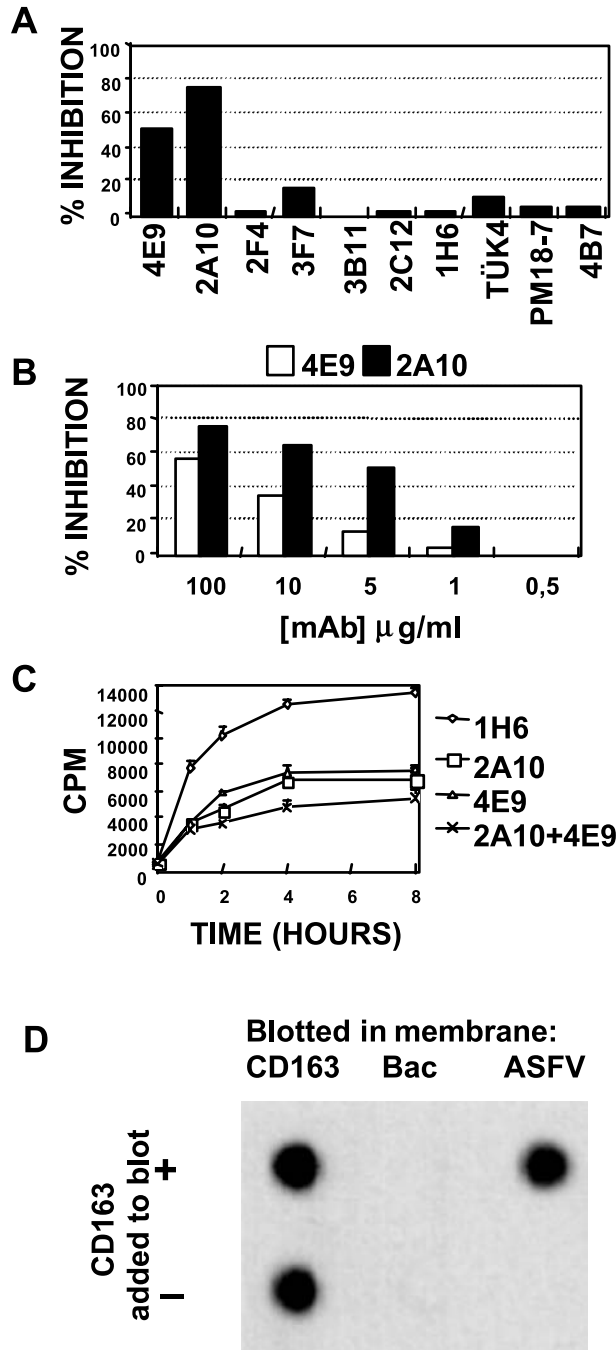 A
% INHIBITION
100
80
60
40
20
0
4E9
2A10
2F4
3F7
3B11
2C12
1H6
TÜK4
PM18-7
4B7
4E9 2A10
B
% INHIBITION
100
80
60
40
20
0
100 10 5 1 0,5
[mAb] μg/ml
C
CPM
14000
12000
10000
8000
6000
4000
2000
0
0 2 4 6 8
TIME (HOURS)
1H6
2A10
4E9
2A10+4E9
D
Blotted in membrane:
CD163 Bac ASFV
CD163
added to blot
+
–